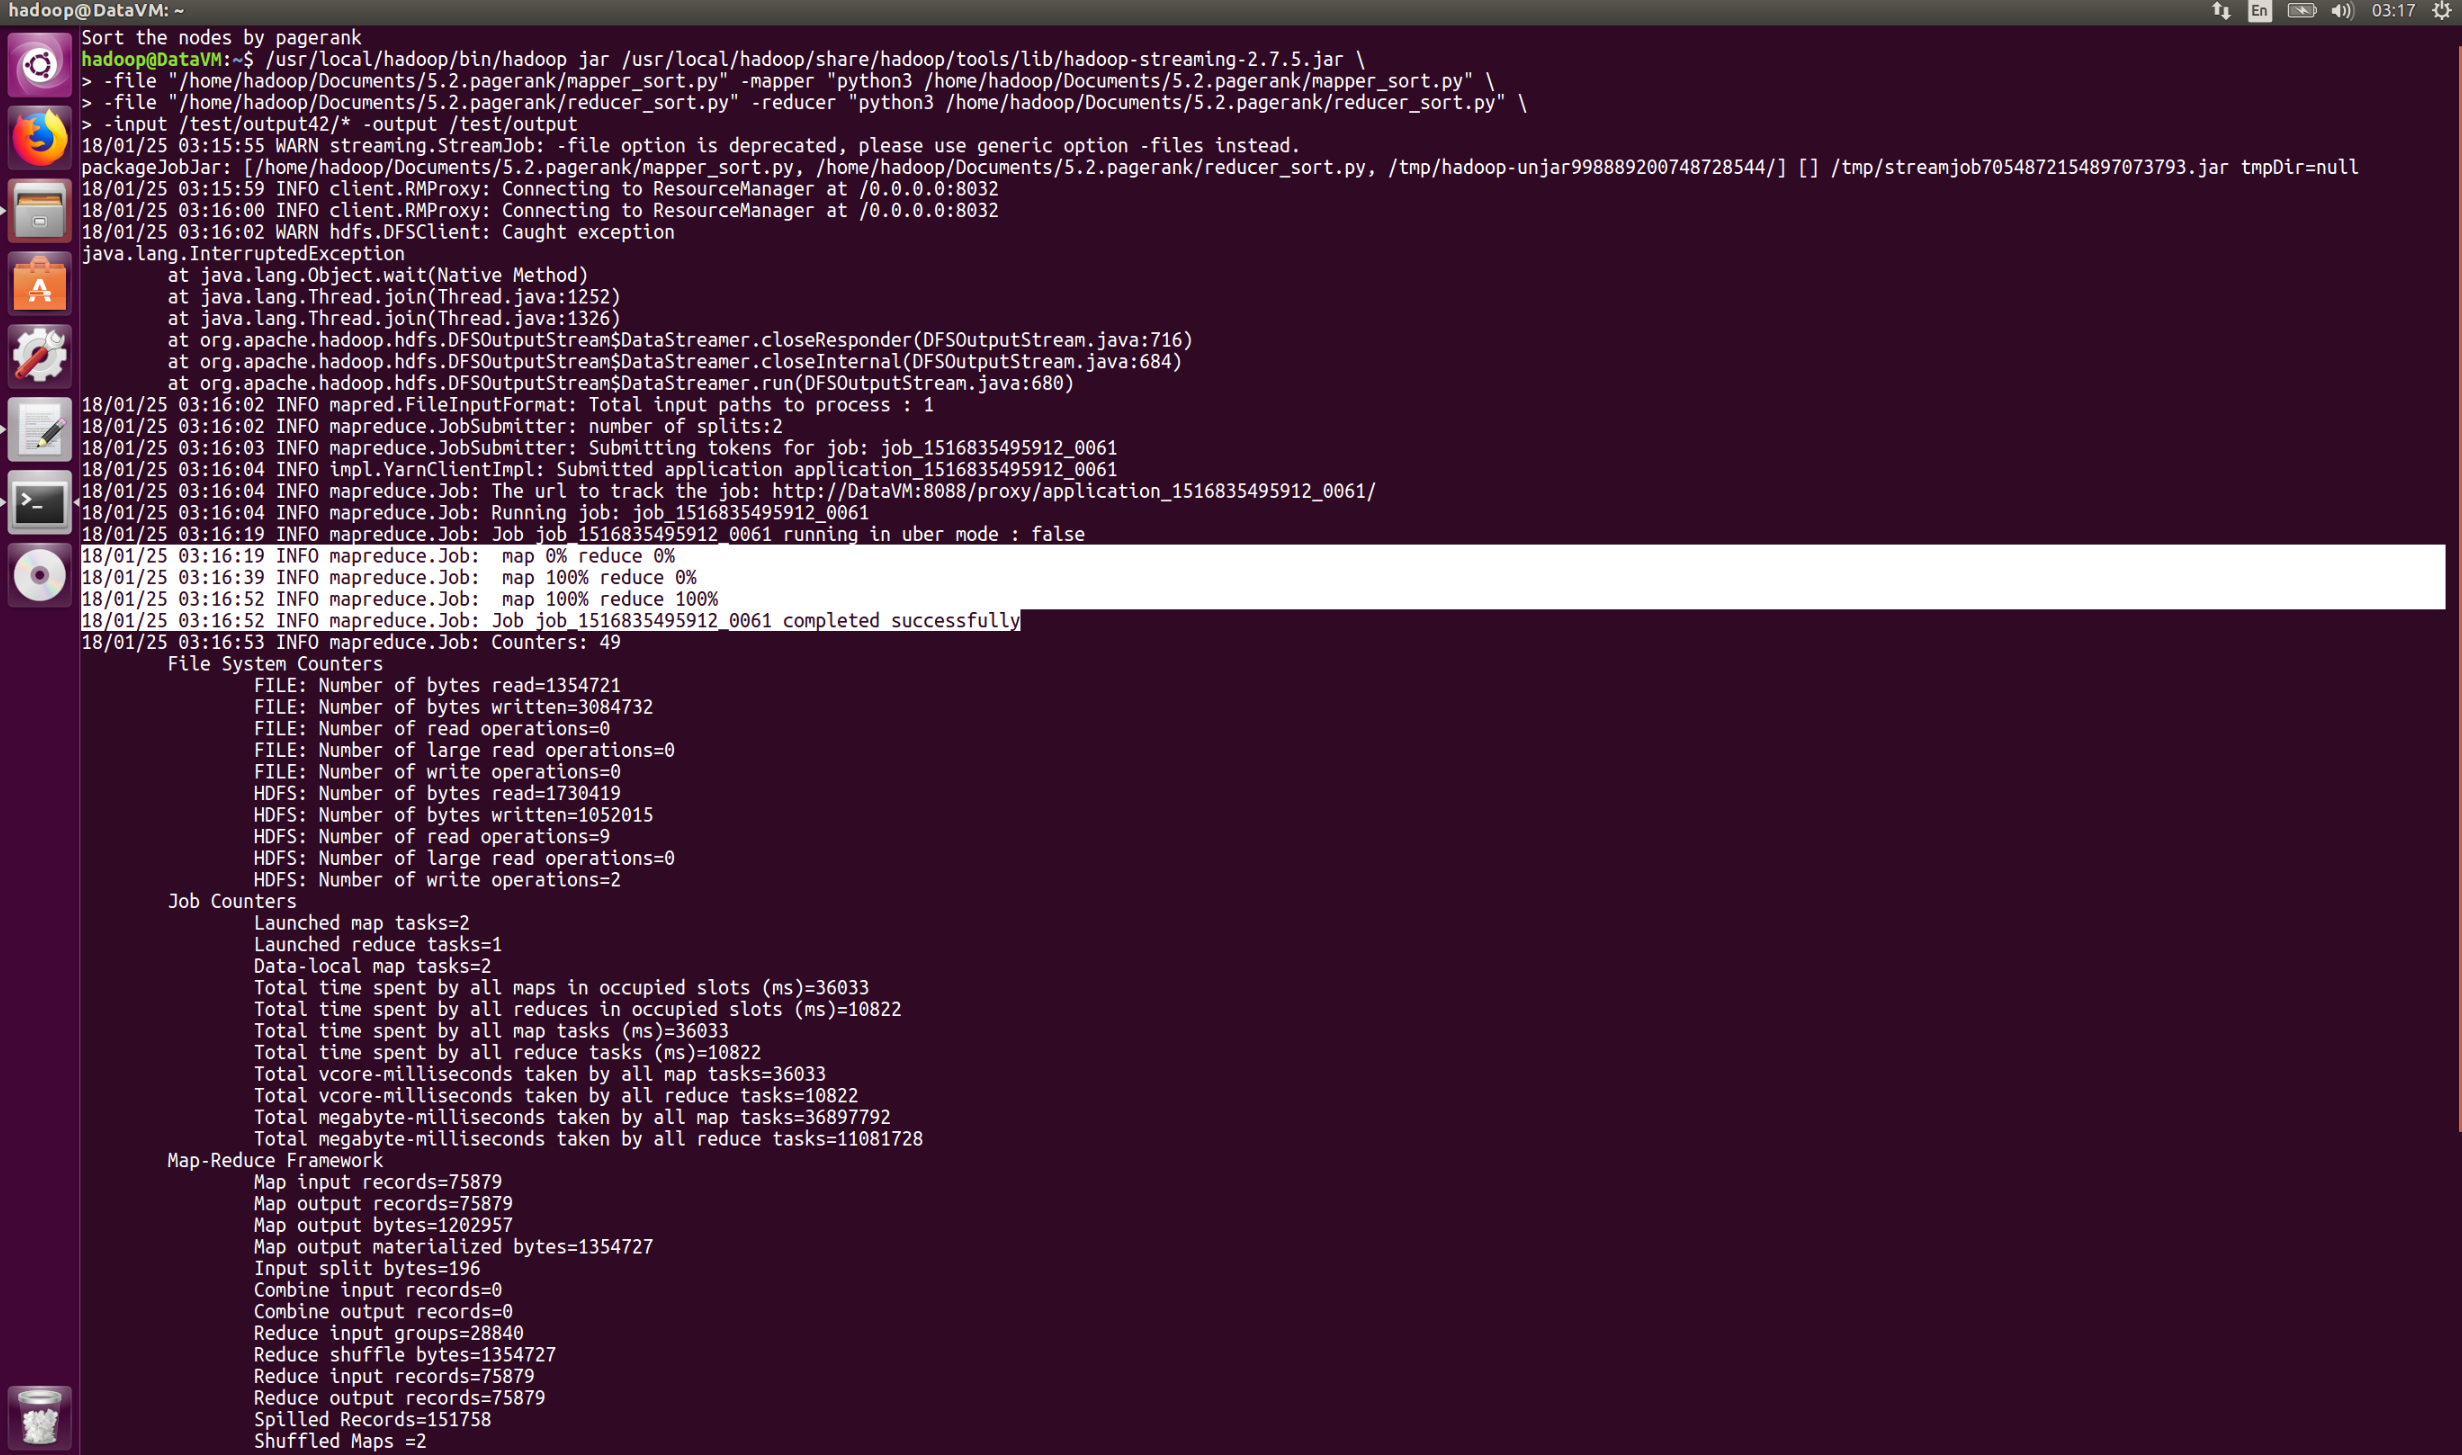 hadoop@DataVM: ~
En
03:17
Sort the nodes by pagerank
hadoop@DataVM:~$ /usr/local/hadoop/bin/hadoop jar /usr/local/hadoop/share/hadoop/tools/lib/hadoop-streaming-2.7.5.jar \
> -file "/home/hadoop/Documents/5.2.pagerank/mapper_sort.py" -mapper "python3 /home/hadoop/Documents/5.2.pagerank/mapper_sort.py" \
> -file "/home/hadoop/Documents/5.2.pagerank/reducer_sort.py" -reducer "python3 /home/hadoop/Documents/5.2.pagerank/reducer_sort.py" \
> -input /test/output42/* -output /test/output
18/01/25 03:15:55 WARN streaming.StreamJob: -file option is deprecated, please use generic option -files instead.
packageJobJar: [/home/hadoop/Documents/5.2.pagerank/mapper_sort.py, /home/hadoop/Documents/5.2.pagerank/reducer_sort.py, /tmp/hadoop-unjar998889200748728544/] [] /tmp/streamjob7054872154897073793.jar tmpDir=null
18/01/25 03:15:59 INFO client.RMProxy: Connecting to ResourceManager at /0.0.0.0:8032
18/01/25 03:16:00 INFO client.RMProxy: Connecting to ResourceManager at /0.0.0.0:8032
18/01/25 03:16:02 WARN hdfs.DFSClient: Caught exception
java.lang.InterruptedException
at java.lang.Object.wait(Native Method)
at java.lang.Thread.join(Thread.java:1252)
at java.lang.Thread.join(Thread.java:1326)
at org.apache.hadoop.hdfs.DFSOutputStream$DataStreamer.closeResponder(DFSOutputStream.java:716)
at org.apache.hadoop.hdfs.DFSOutputStream$DataStreamer.closeInternal(DFSOutputStream.java:684)
at org.apache.hadoop.hdfs.DFSOutputStream$DataStreamer.run(DFSOutputStream.java:680)
18/01/25 03:16:02 INFO mapred.FileInputFormat: Total input paths to process : 1
18/01/25 03:16:02 INFO mapreduce.JobSubmitter: number of splits:2
18/01/25 03:16:03 INFO mapreduce.JobSubmitter: Submitting tokens for job: job_1516835495912_0061
18/01/25 03:16:04 INFO impl.YarnClientImpl: Submitted application application_1516835495912_0061
18/01/25 03:16:04 INFO mapreduce.Job: The url to track the job: http://DataVM:8088/proxy/application_1516835495912_0061/
18/01/25 03:16:04 INFO mapreduce.Job: Running job: job_1516835495912_0061
18/01/25 03:16:19 INFO mapreduce.Job: Job job_1516835495912_0061 running in uber mode : false
18/01/25 03:16:19 INFO mapreduce.Job:  map 0% reduce 0%
18/01/25 03:16:39 INFO mapreduce.Job:  map 100% reduce 0%
18/01/25 03:16:52 INFO mapreduce.Job:  map 100% reduce 100%
18/01/25 03:16:52 INFO mapreduce.Job: Job job_1516835495912_0061 completed successfully
18/01/25 03:16:53 INFO mapreduce.Job: Counters: 49
File System Counters
FILE: Number of bytes read=1354721
FILE: Number of bytes written=3084732
FILE: Number of read operations=0
FILE: Number of large read operations=0
FILE: Number of write operations=0
HDFS: Number of bytes read=1730419
HDFS: Number of bytes written=1052015
HDFS: Number of read operations=9
HDFS: Number of large read operations=0
HDFS: Number of write operations=2
Job Counters
Launched map tasks=2
Launched reduce tasks=1
Data-local map tasks=2
Total time spent by all maps in occupied slots (ms)=36033
Total time spent by all reduces in occupied slots (ms)=10822
Total time spent by all map tasks (ms)=36033
Total time spent by all reduce tasks (ms)=10822
Total vcore-milliseconds taken by all map tasks=36033
Total vcore-milliseconds taken by all reduce tasks=10822
Total megabyte-milliseconds taken by all map tasks=36897792
Total megabyte-milliseconds taken by all reduce tasks=11081728
Map-Reduce Framework
Map input records=75879
Map output records=75879
Map output bytes=1202957
Map output materialized bytes=1354727
Input split bytes=196
Combine input records=0
Combine output records=0
Reduce input groups=28840
Reduce shuffle bytes=1354727
Reduce input records=75879
Reduce output records=75879
Spilled Records=151758
Shuffled Maps =2